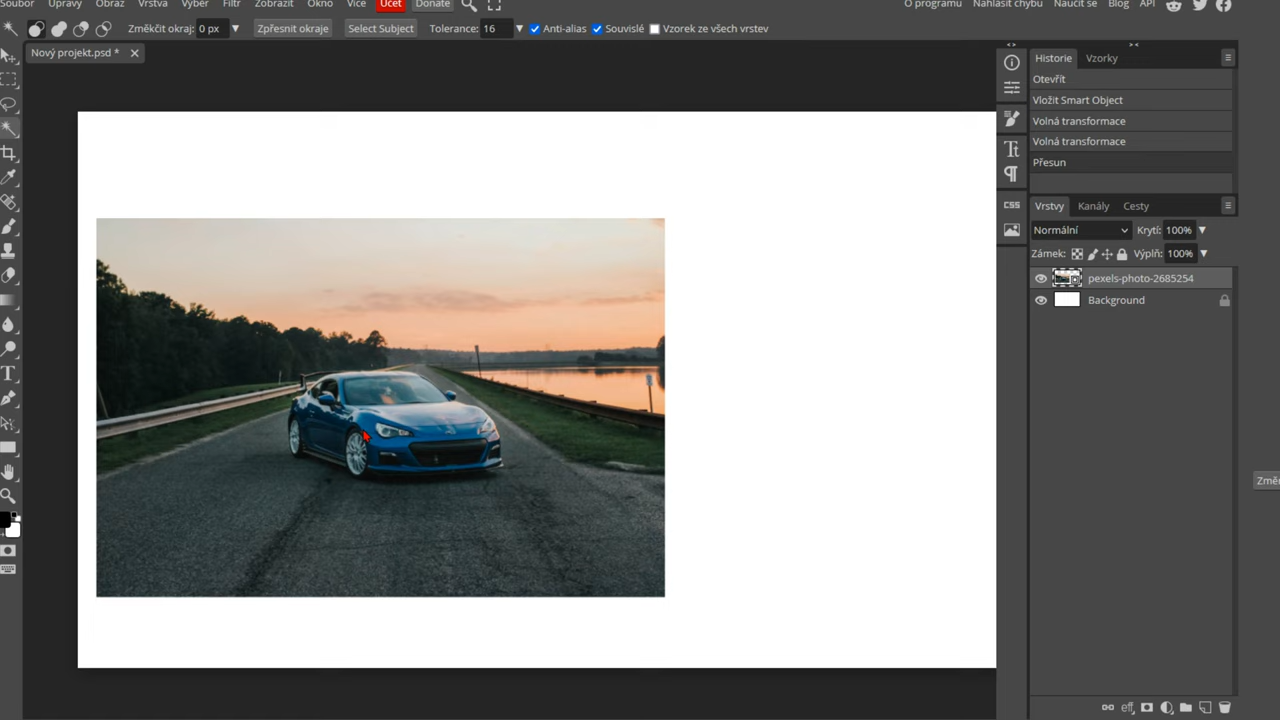 Soubor Úpravy Obraz Vrstva Výběr Filtr Zobrazit Okno Více Účet Donate O programu Nahlásit chybu Naučit se Blog API
Změkčit okraj: 0 px Zpřesnit okraje Select Subject Tolerance: 16 Anti-alias Souvislé Vzorek ze všech vrstev
Nový projekt.psd *
Historie Vzorky
Otevřít
Vložit Smart Object
Volná transformace
Volná transformace
Přesun
CSS
Vrstvy Kanály Cesty
Normální Krytí: 100%
Zámek: Výplň: 100%
pexels-photo-2685254
Background
eff